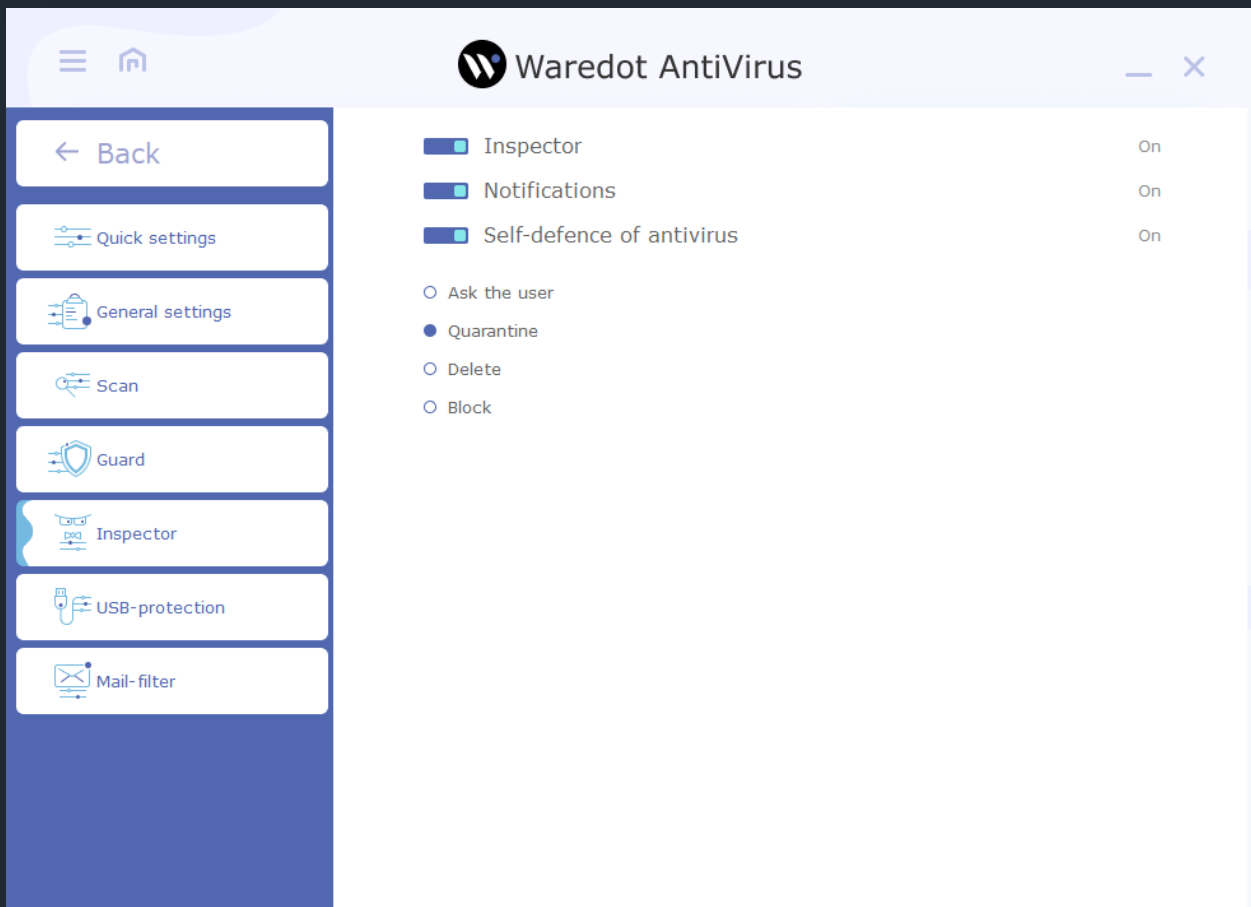 Waredot AntiVirus
Back
Quick settings
General settings
Scan
Guard
Inspector
USB-protection
Mail-filter
Inspector On
Notifications On
Self-defence of antivirus On
Ask the user
Quarantine
Delete
Block